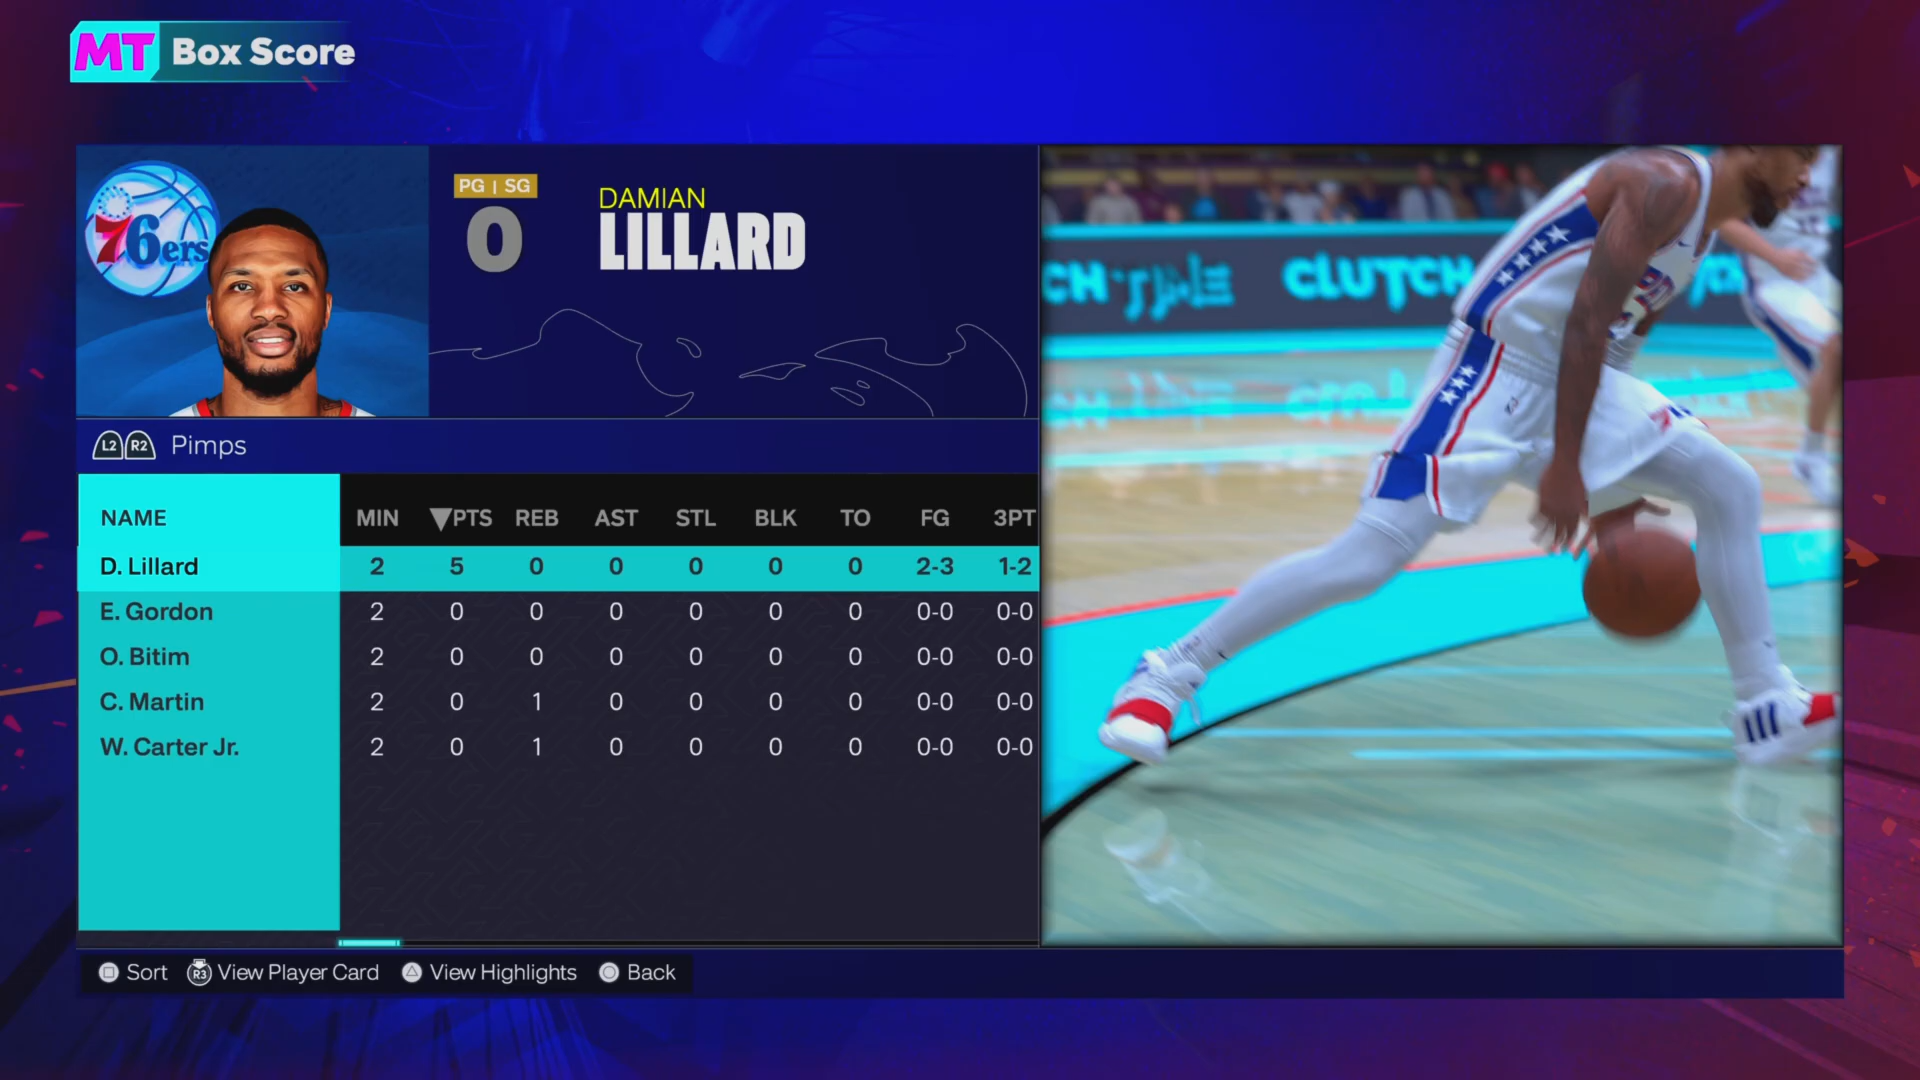 MT Box Score
76ers
PG | SG
0
DAMIAN
LILLARD
CLUTCH
L2 R2 Pimps
NAME MIN ▼PTS REB AST STL BLK TO FG 3PT
D. Lillard 2 5 0 0 0 0 0 2-3 1-2
E. Gordon 2 0 0 0 0 0 0 0-0 0-0
O. Bitim 2 0 0 0 0 0 0 0-0 0-0
C. Martin 2 0 1 0 0 0 0 0-0 0-0
W. Carter Jr. 2 0 1 0 0 0 0 0-0 0-0
Sort R3 View Player Card View Highlights Back